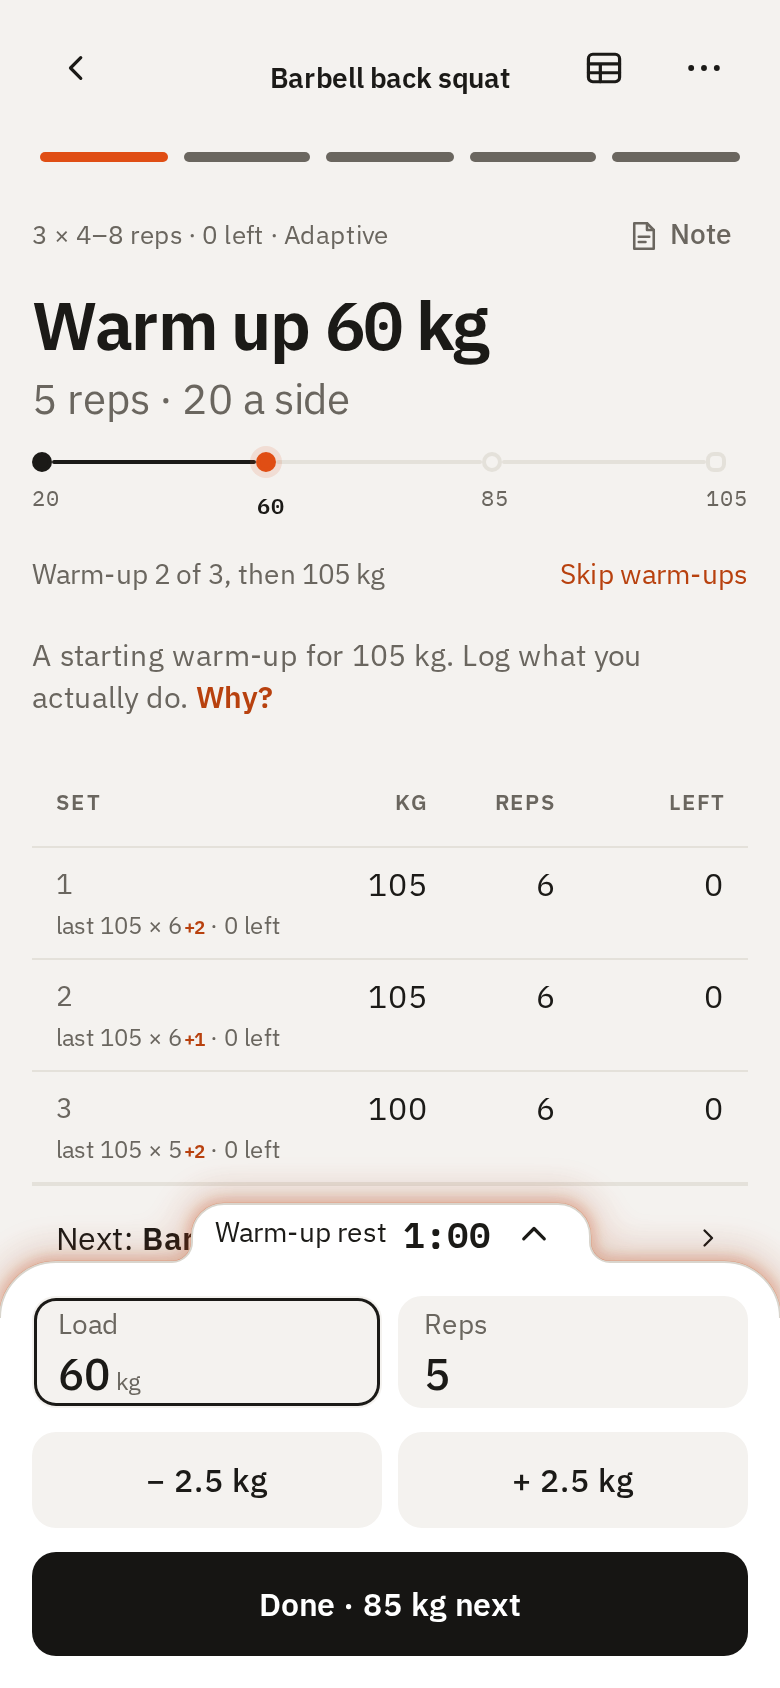 Barbell back squat
3 × 4–8 reps · 0 left · Adaptive
Note
Warm up 60 kg
5 reps · 20 a side
20 60 85 105
Warm-up 2 of 3, then 105 kg
Skip warm-ups
A starting warm-up for 105 kg. Log what you
actually do. Why?
SET KG REPS LEFT
1 105 6 0
last 105 × 6 +2 · 0 left
2 105 6 0
last 105 × 6 +1 · 0 left
3 100 6 0
last 105 × 5 +2 · 0 left
Next:
Warm-up rest 1:00
Load Reps
60 kg 5
− 2.5 kg + 2.5 kg
Done · 85 kg next